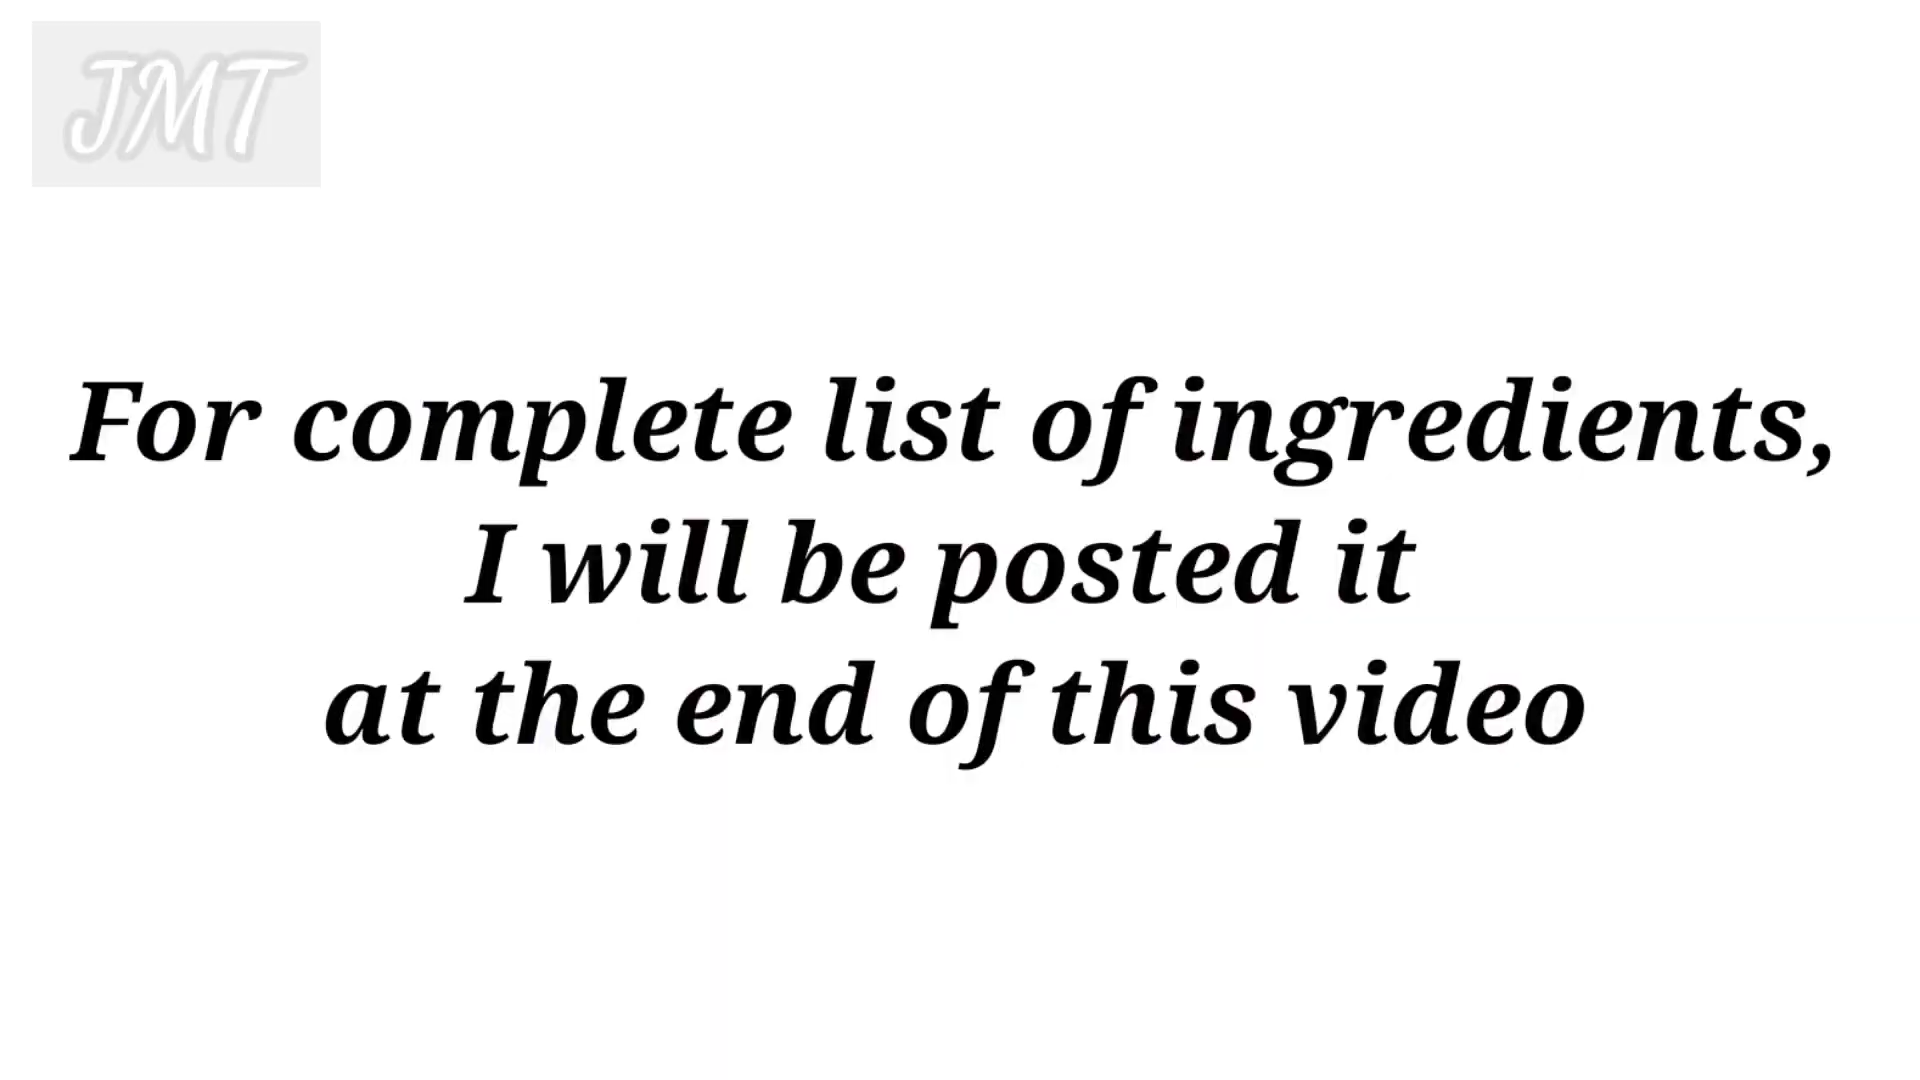 JMT
For complete list of ingredients,
I will be posted it
at the end of this video